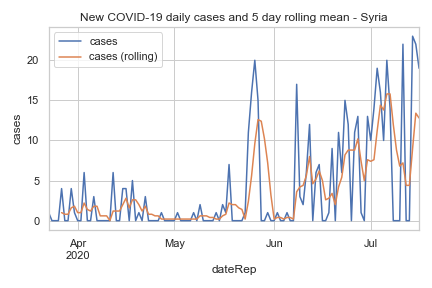 New COVID-19 daily cases and 5 day rolling mean - Syria
cases
cases (rolling)
20
15
10
5
0
cases
Apr
2020
May
Jun
Jul
dateRep